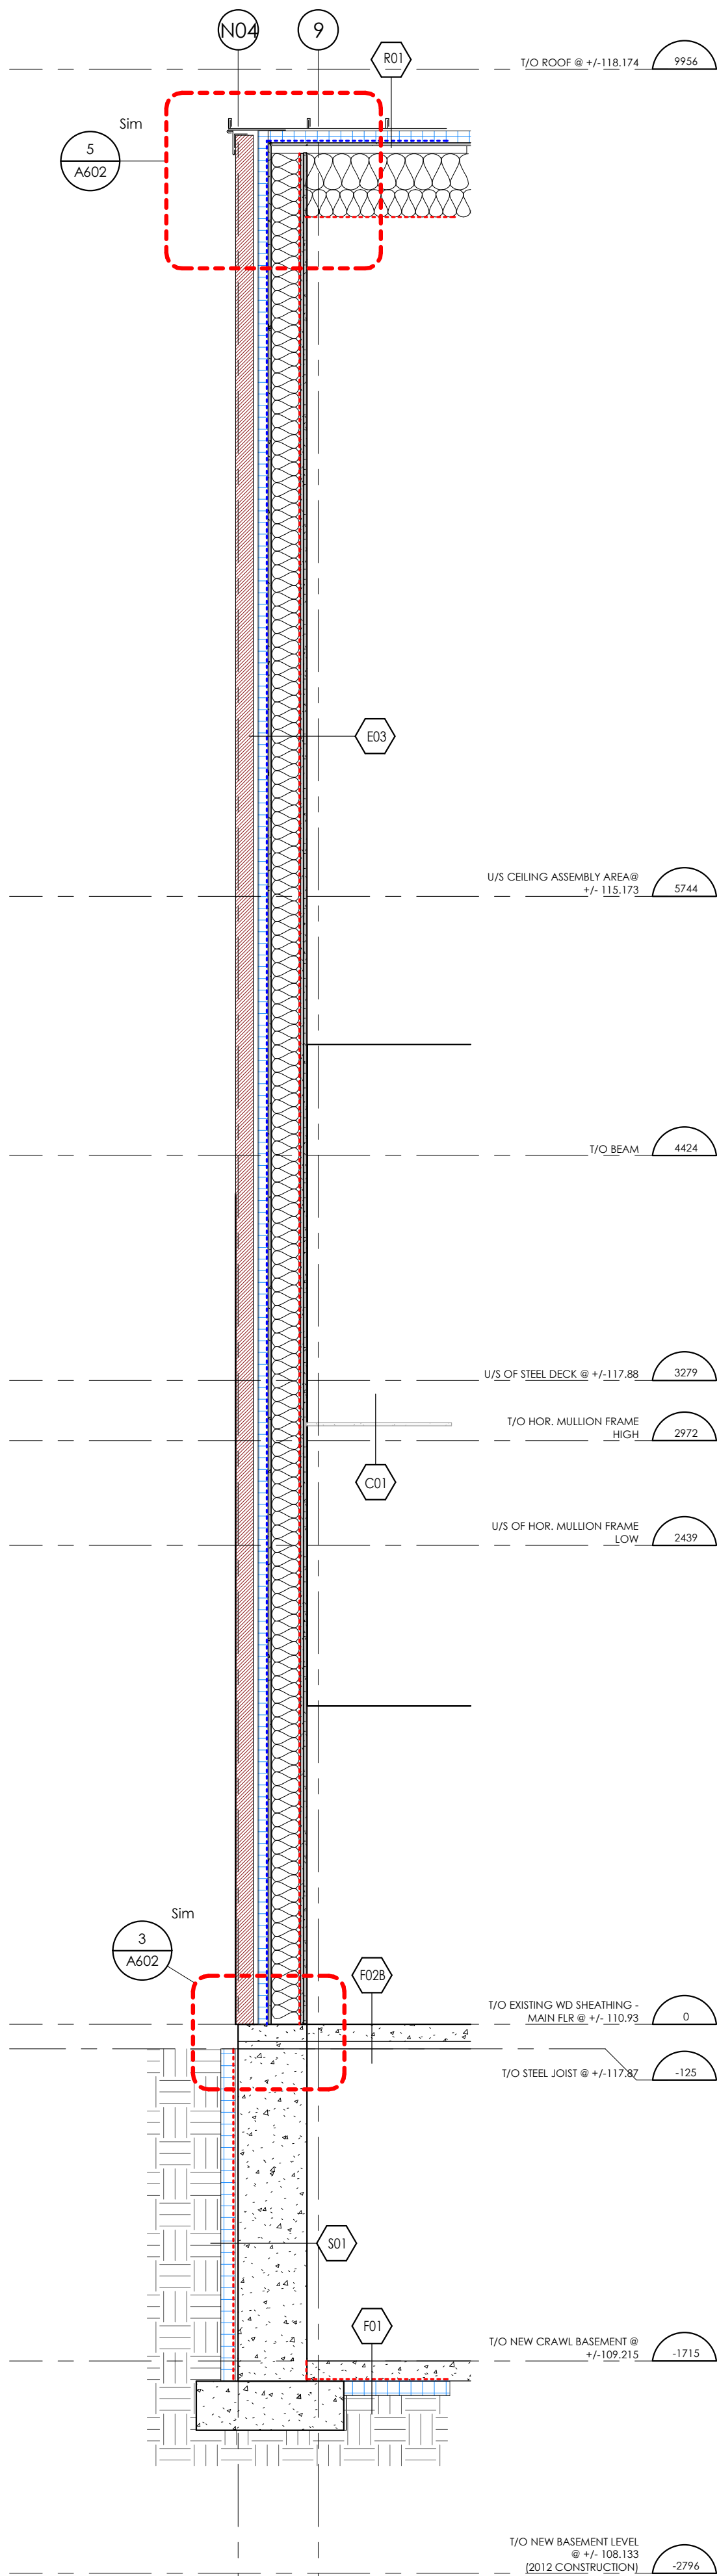 N04
9
R01
T/O ROOF @ +/-118.174
9956
Sim
5
A602
E03
U/S CEILING ASSEMBLY AREA@
+/- 115.173
5744
T/O BEAM
4424
U/S OF STEEL DECK @ +/-117.88
3279
T/O HOR. MULLION FRAME
HIGH
2972
C01
U/S OF HOR. MULLION FRAME
LOW
2439
Sim
3
A602
F02B
T/O EXISTING WD SHEATHING -
MAIN FLR @ +/- 110.93
0
T/O STEEL JOIST @ +/-117.87
-125
S01
F01
T/O NEW CRAWL BASEMENT @
+/-109.215
-1715
T/O NEW BASEMENT LEVEL
@ +/- 108.133
(2012 CONSTRUCTION)
-2796